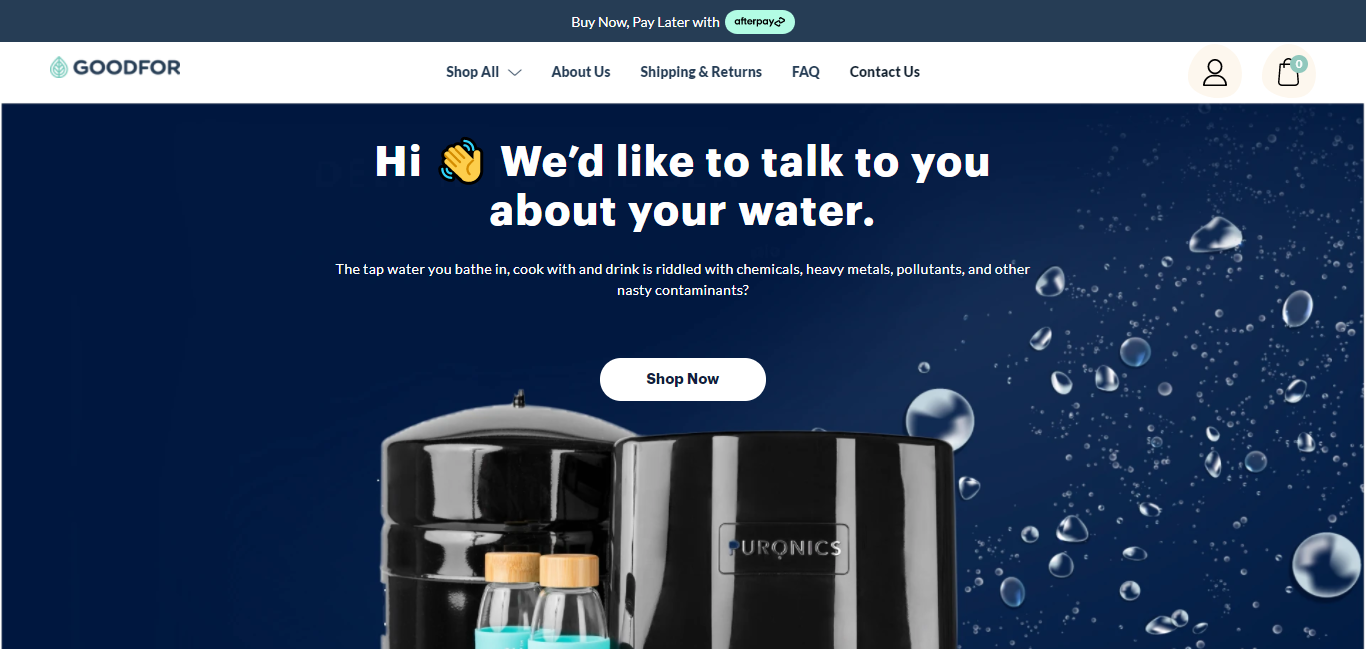 Buy Now, Pay Later with afterpay
GOODFOR
Shop All About Us Shipping & Returns FAQ Contact Us
0
Hi 👋 We’d like to talk to you
about your water.
The tap water you bathe in, cook with and drink is riddled with chemicals, heavy metals, pollutants, and other
nasty contaminants?
Shop Now
PURONICS